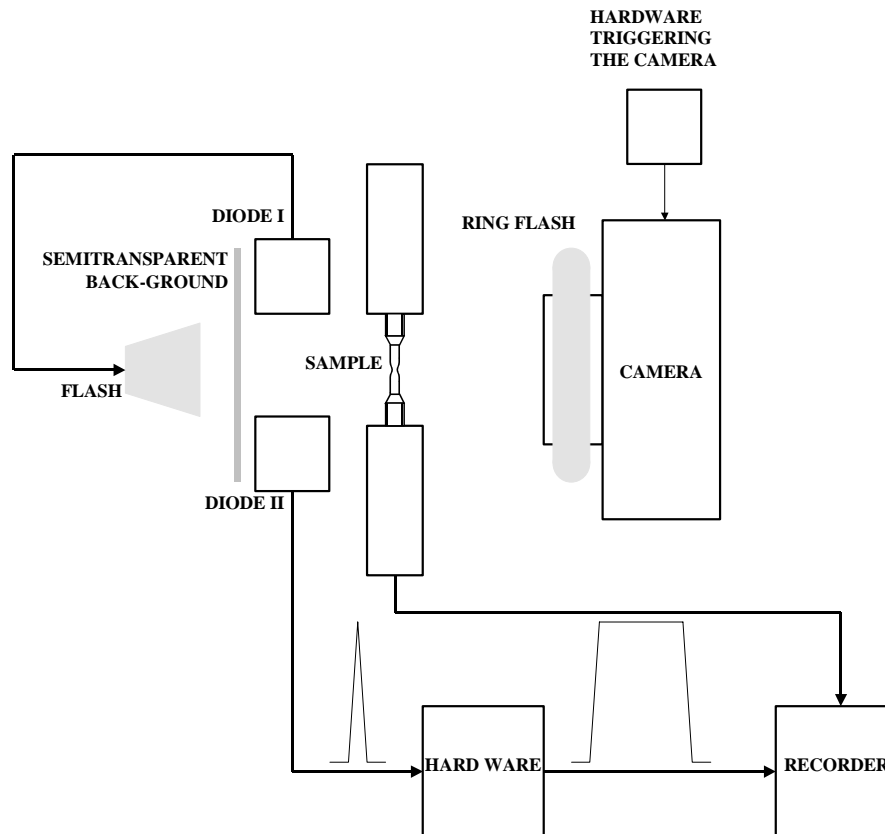 HARDWARE
TRIGGERING
THE CAMERA
DIODE I
RING FLASH
SEMITRANSPARENT
BACK-GROUND
SAMPLE
CAMERA
FLASH
DIODE II
HARD WARE
RECORDER